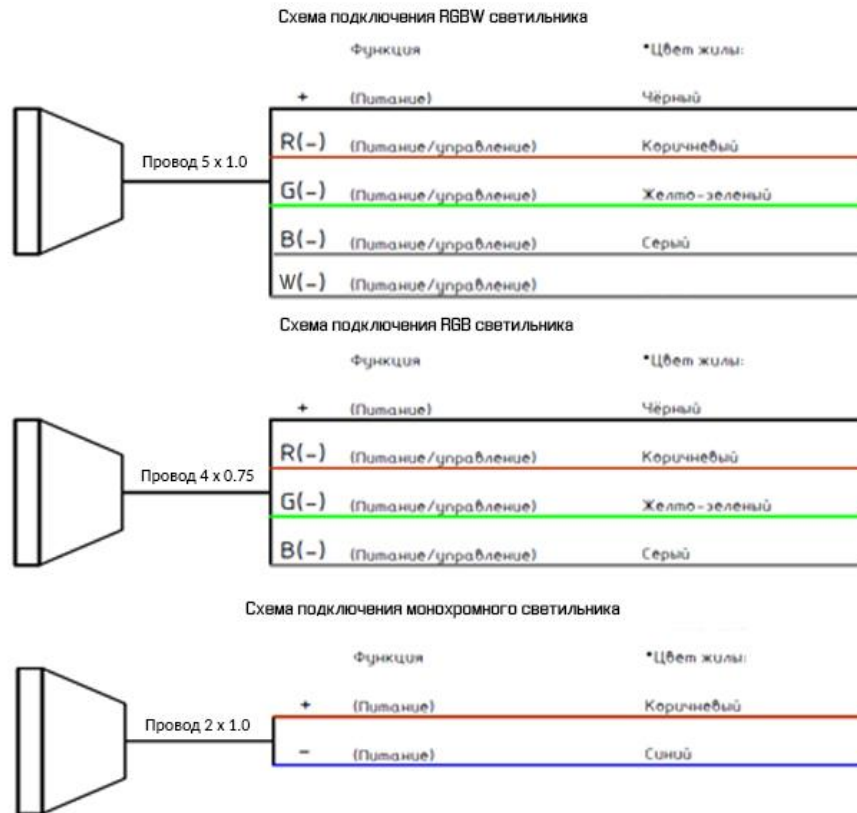 Схема подключения RGBW светильника
Функция *Цвет жилы:
+ (Питание) Чёрный
R(-) (Питание/управление) Коричневый
Провод 5 x 1.0
G(-) (Питание/управление) Желто-зеленый
B(-) (Питание/управление) Серый
W(-) (Питание/управление)
Схема подключения RGB светильника
Функция *Цвет жилы:
+ (Питание) Чёрный
R(-) (Питание/управление) Коричневый
Провод 4 x 0.75
G(-) (Питание/управление) Желто-зеленый
B(-) (Питание/управление) Серый
Схема подключения монохромного светильника
Функция *Цвет жилы:
+ (Питание) Коричневый
Провод 2 x 1.0
- (Питание) Синий